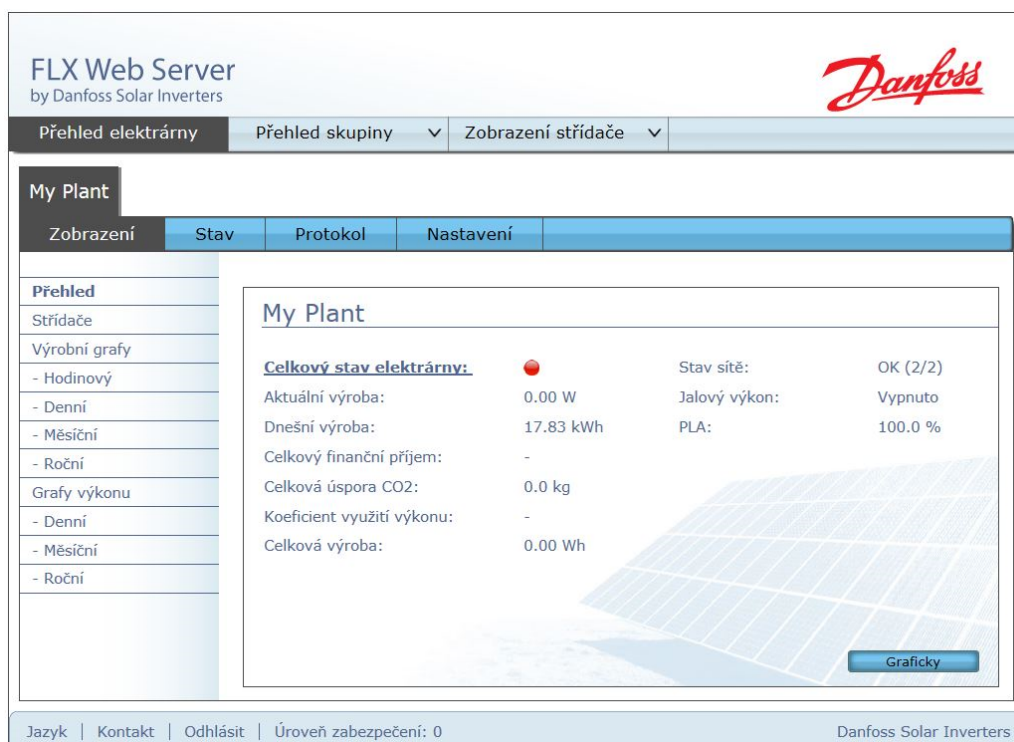 FLX Web Server
by Danfoss Solar Inverters
Danfoss
Přehled elektrárny Přehled skupiny Zobrazení střídače
My Plant
Zobrazení Stav Protokol Nastavení
Přehled
Střídače
Výrobní grafy
- Hodinový
- Denní
- Měsíční
- Roční
Grafy výkonu
- Denní
- Měsíční
- Roční
My Plant
Celkový stav elektrárny: Stav sítě: OK (2/2)
Aktuální výroba: 0.00 W Jalový výkon: Vypnuto
Dnešní výroba: 17.83 kWh PLA: 100.0 %
Celkový finanční příjem: -
Celková úspora CO2: 0.0 kg
Koeficient využití výkonu: -
Celková výroba: 0.00 Wh
Graficky
Jazyk | Kontakt | Odhlásit | Úroveň zabezpečení: 0 Danfoss Solar Inverters